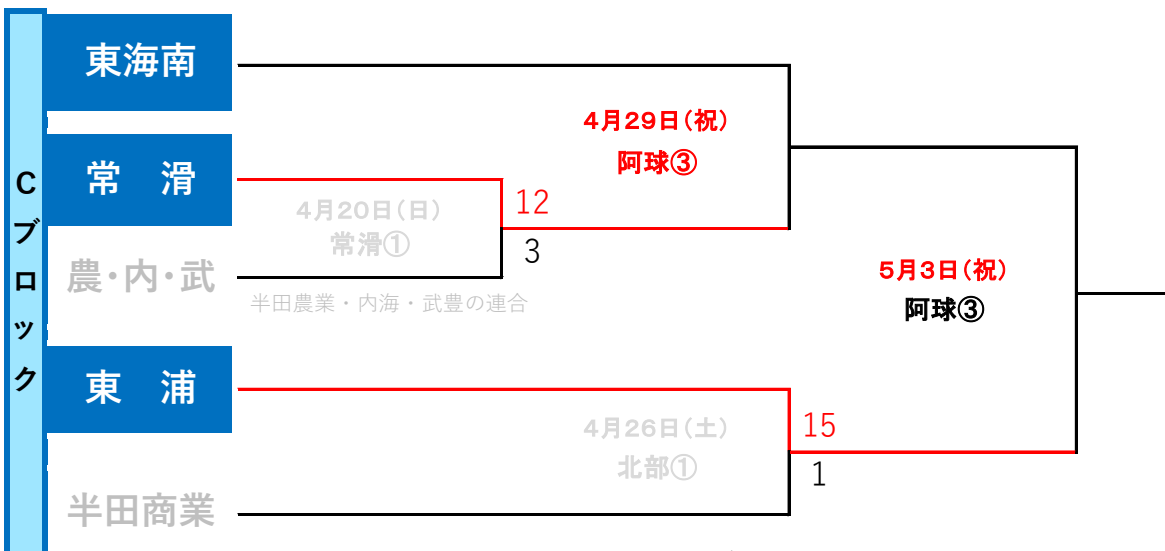 Cブロック
東海南
4月29日(祝)
阿球③
常　滑
4月20日(日)
常滑①
12
3
農・内・武
半田農業・内海・武豊の連合
5月3日(祝)
阿球③
東　浦
4月26日(土)
北部①
15
1
半田商業